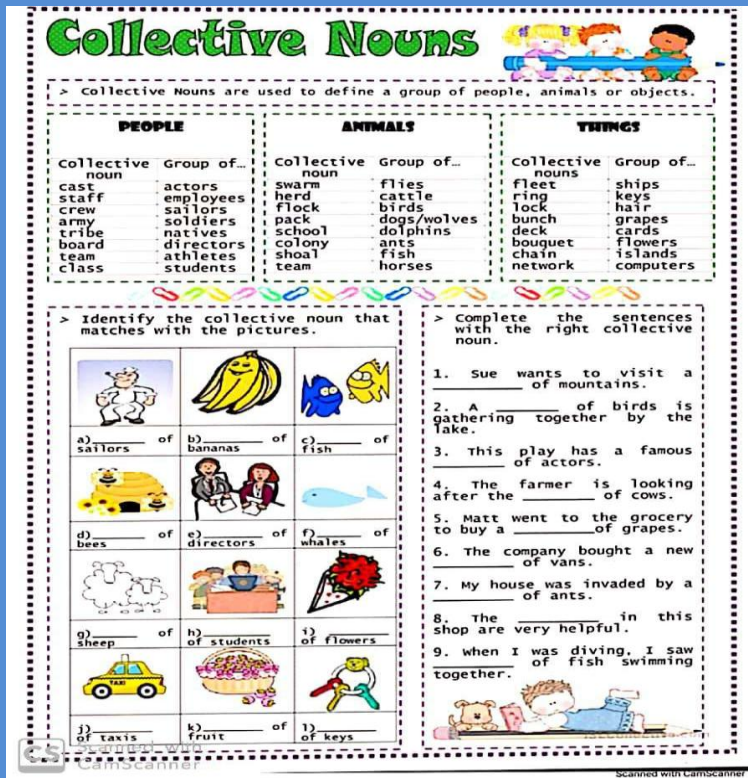 Collective Nouns
> Collective Nouns are used to define a group of people, animals or objects.
PEOPLE
Collective noun Group of…
cast actors
staff employees
crew sailors
army soldiers
tribe natives
board directors
team athletes
class students
ANIMALS
Collective noun Group of…
swarm flies
herd cattle
flock birds
pack dogs/wolves
school dolphins
colony ants
shoal fish
team horses
THINGS
Collective nouns Group of…
fleet ships
ring keys
lock hair
bunch grapes
deck cards
bouquet flowers
chain islands
network computers
> Identify the collective noun that
matches with the pictures.
a)______ of
sailors
b)______ of
bananas
c)______ of
fish
d)______ of
bees
e)______ of
directors
f)______ of
whales
g)______ of
sheep
h)______
of students
i)______
of flowers
TAXI
j)______
of taxis
k)______ of
fruit
l)______
of keys
> Complete the sentences
with the right collective
noun.
1. Sue wants to visit a
_________ of mountains.
2. A _________ of birds is
gathering together by the
lake.
3. This play has a famous
_________ of actors.
4. The farmer is looking
after the _________ of cows.
5. Matt went to the grocery
to buy a _________of grapes.
6. The company bought a new
_________ of vans.
7. My house was invaded by a
_________ of ants.
8. The _________ in this
shop are very helpful.
9. When I was diving, I saw
_________ of fish swimming
together.
CS Scanned with
CamScanner
Scanned with CamScanner